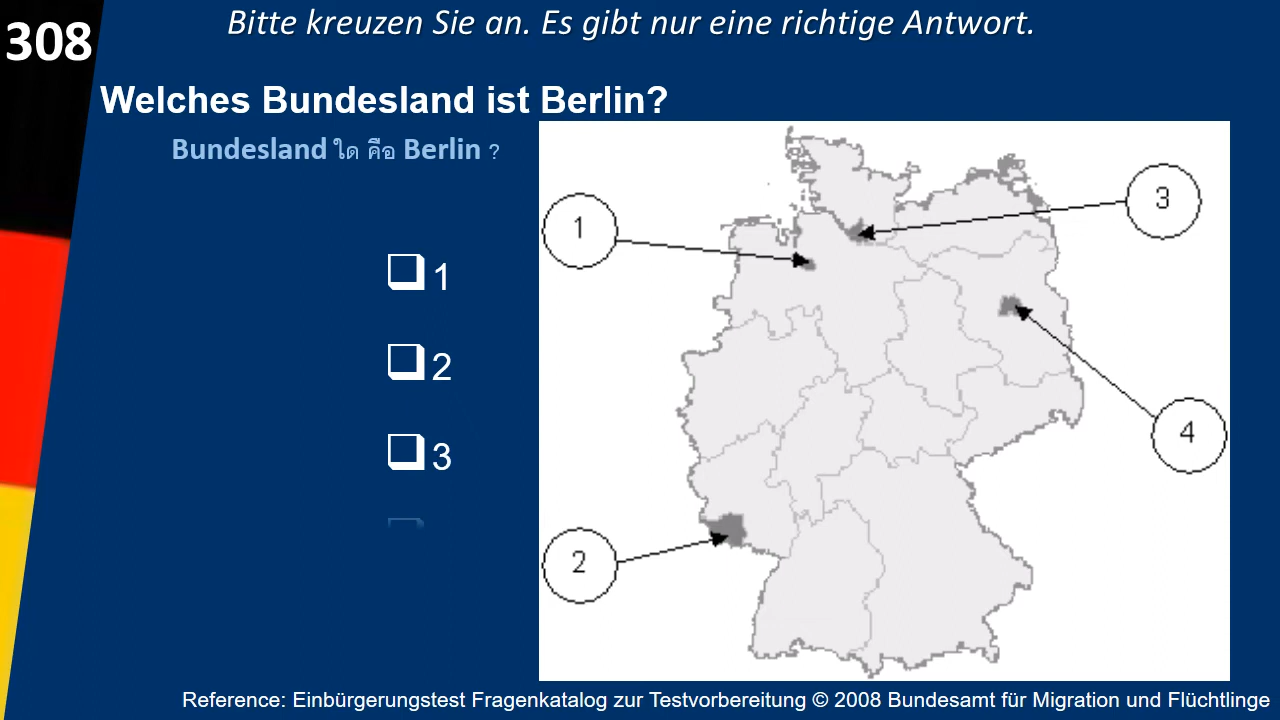 308
Bitte kreuzen Sie an. Es gibt nur eine richtige Antwort.
Welches Bundesland ist Berlin?
Bundesland ใด คือ Berlin ?
1
2
3
1
3
4
2
Reference: Einbürgerungstest Fragenkatalog zur Testvorbereitung © 2008 Bundesamt für Migration und Flüchtlinge